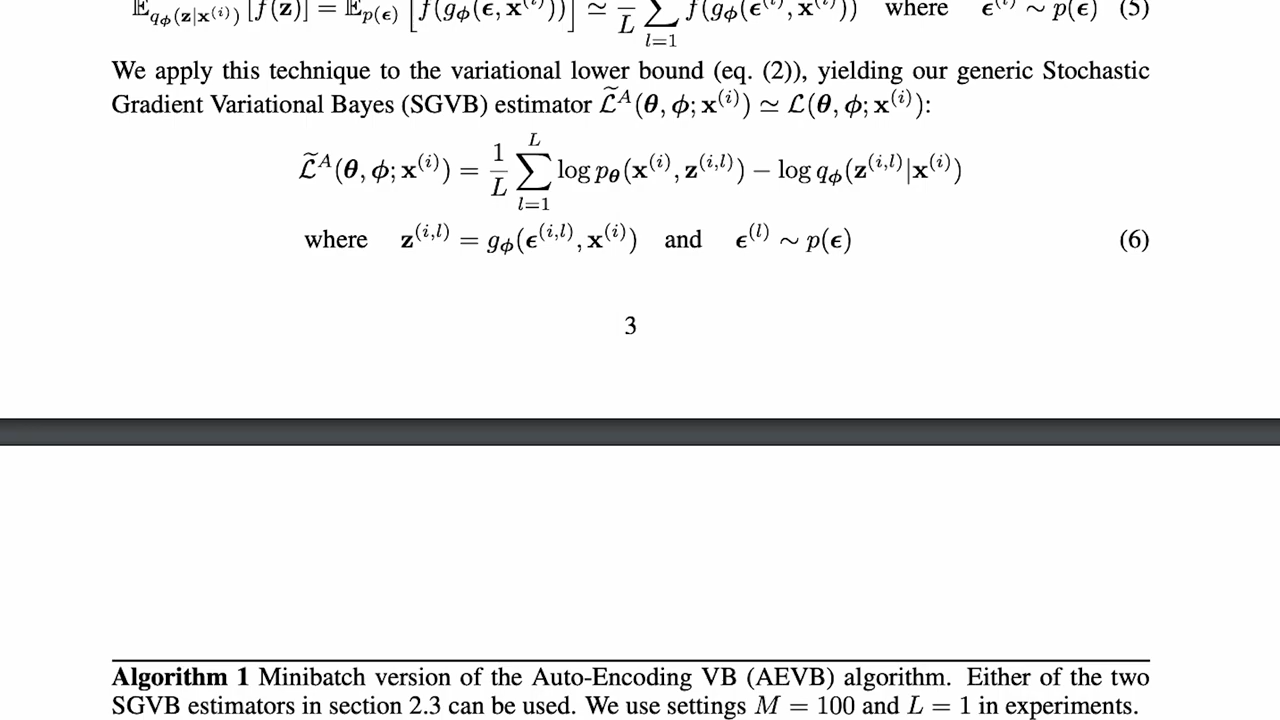 𝔼_{q_ϕ(𝐳|𝐱^{(i)})} [f(𝐳)] = 𝔼_{p(ϵ)} [f(g_ϕ(ϵ, 𝐱^{(i)}))] ≃ 1/L ∑_{l=1}^{L} f(g_ϕ(ϵ^{(l)}, 𝐱^{(i)})) where ϵ^{(l)} ∼ p(ϵ) (5)
We apply this technique to the variational lower bound (eq. (2)), yielding our generic Stochastic
Gradient Variational Bayes (SGVB) estimator ℒ̃^A(θ, ϕ; 𝐱^{(i)}) ≃ ℒ(θ, ϕ; 𝐱^{(i)}):
ℒ̃^A(θ, ϕ; 𝐱^{(i)}) = 1/L ∑_{l=1}^{L} log p_θ(𝐱^{(i)}, 𝐳^{(i,l)}) − log q_ϕ(𝐳^{(i,l)}|𝐱^{(i)})
where 𝐳^{(i,l)} = g_ϕ(ϵ^{(i,l)}, 𝐱^{(i)}) and ϵ^{(l)} ∼ p(ϵ) (6)
3
Algorithm 1 Minibatch version of the Auto-Encoding VB (AEVB) algorithm. Either of the two
SGVB estimators in section 2.3 can be used. We use settings M = 100 and L = 1 in experiments.